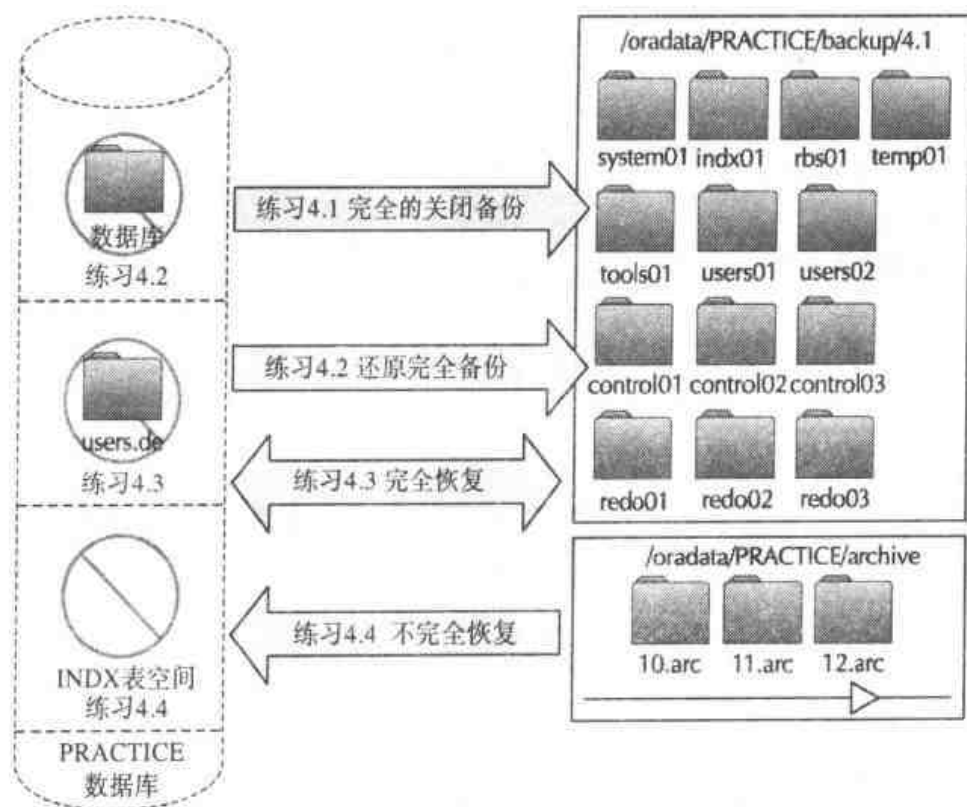 数据库
练习4.2
users.de
练习4.3
INDX表空间
练习4.4
PRACTICE
数据库
练习4.1 完全的关闭备份
练习4.2 还原完全备份
练习4.3 完全恢复
练习4.4 不完全恢复
/oradata/PRACTICE/backup/4.1
system01 indx01 rbs01 temp01
tools01 users01 users02
control01 control02 control03
redo01 redo02 redo03
/oradata/PRACTICE/archive
10.arc 11.arc 12.arc